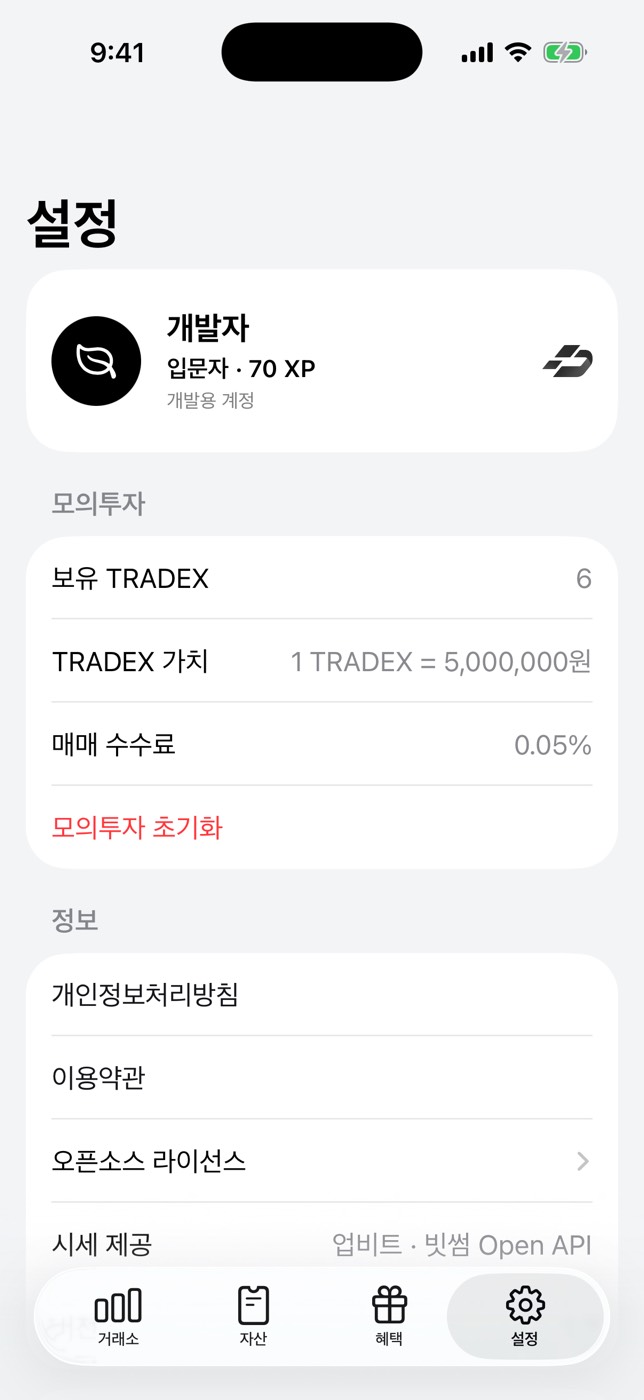 9:41
설정
개발자
입문자 · 70 XP
개발용 계정
모의투자
보유 TRADEX 6
TRADEX 가치 1 TRADEX = 5,000,000원
매매 수수료 0.05%
모의투자 초기화
정보
개인정보처리방침
이용약관
오픈소스 라이선스
시세 제공 업비트 · 빗썸 Open API
거래소 자산 혜택 설정